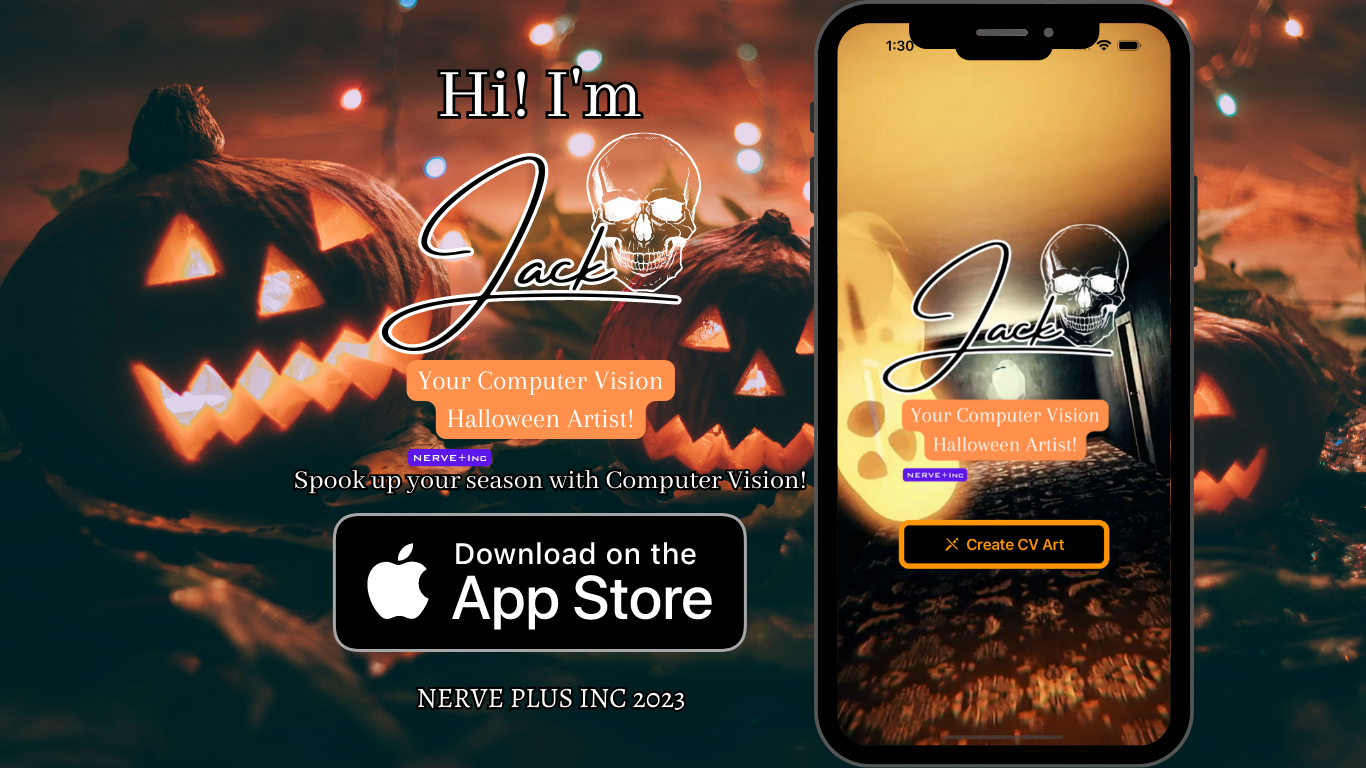 Hi! I'm
Jack
Your Computer Vision
Halloween Artist!
NERVE+INC
Spook up your season with Computer Vision!
Download on the
App Store
NERVE PLUS INC 2023
1:30
Jack
Your Computer Vision
Halloween Artist!
NERVE+INC
Create CV Art